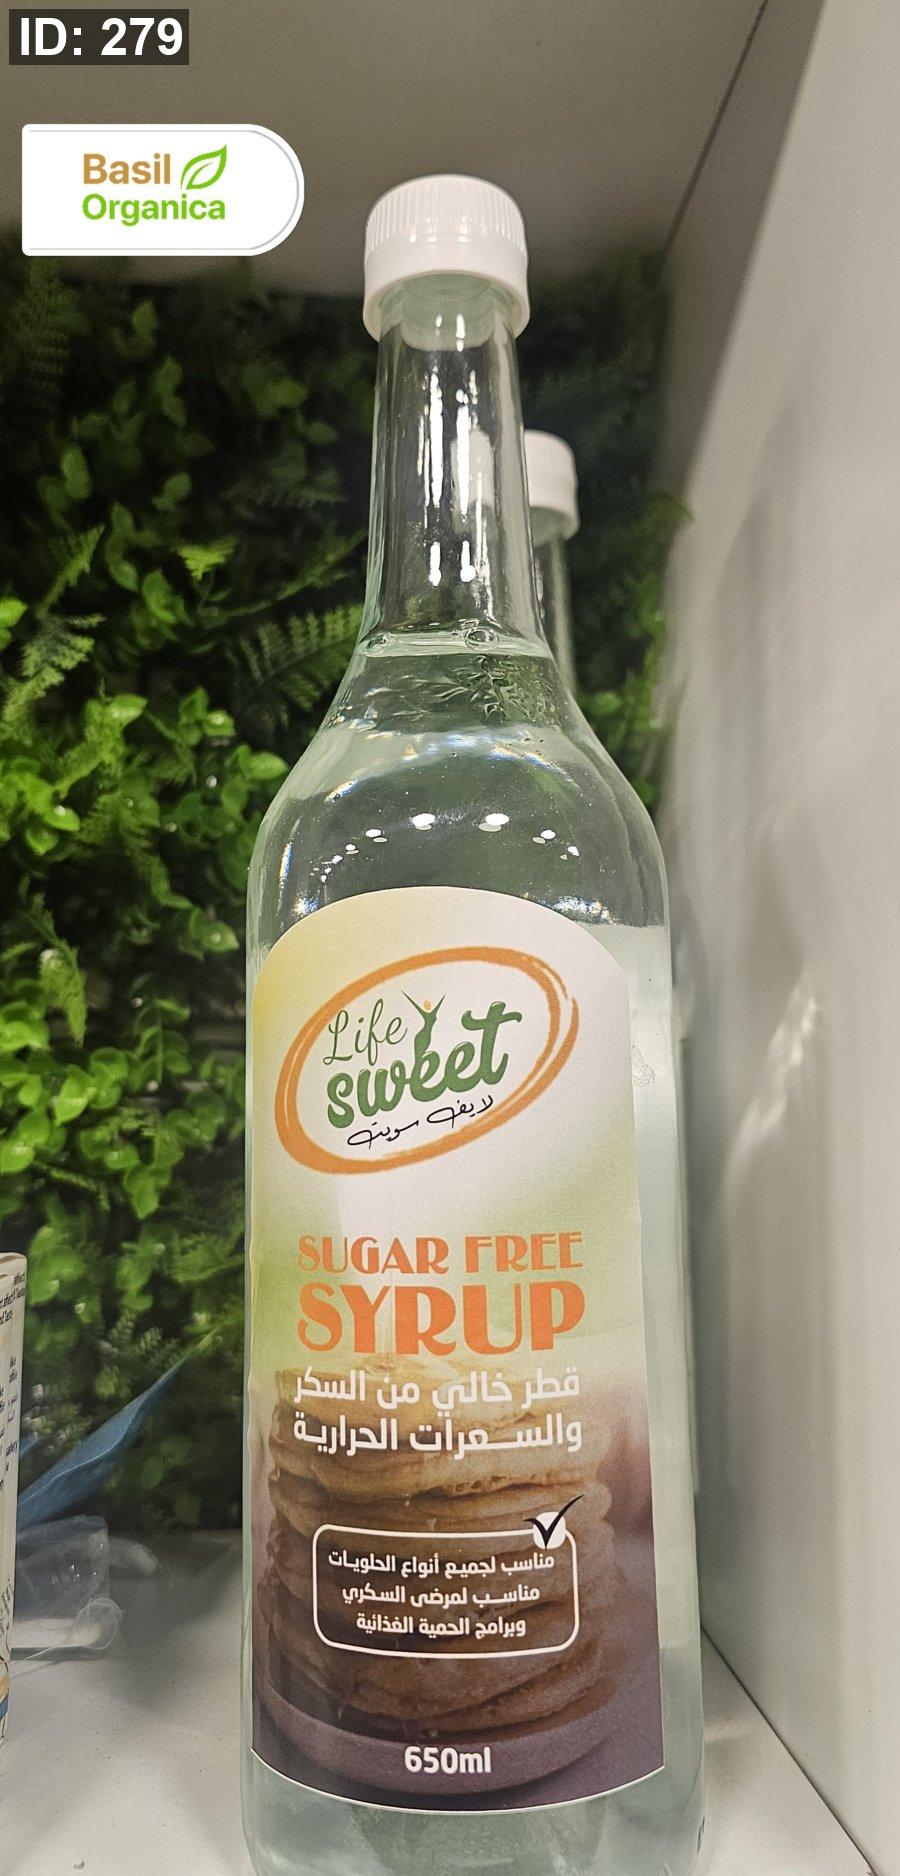 ID: 279
Basil
Organica
Life
sweet
لايف سويت
SUGAR FREE
SYRUP
قطر خالي من السكر
والسعرات الحرارية
مناسب لجميع أنواع الحلويات
مناسب لمرضى السكري
وبرامج الحمية الغذائية
650ml